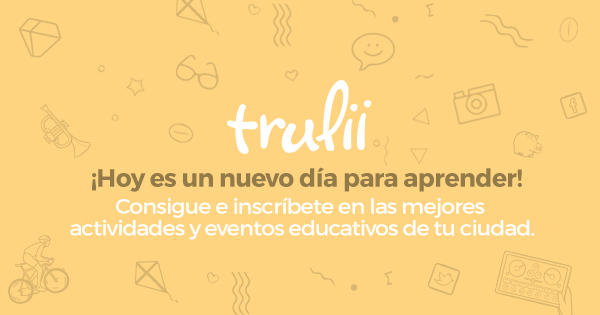 trulii
¡Hoy es un nuevo día para aprender!
Consigue e inscríbete en las mejores
actividades y eventos educativos de tu ciudad.